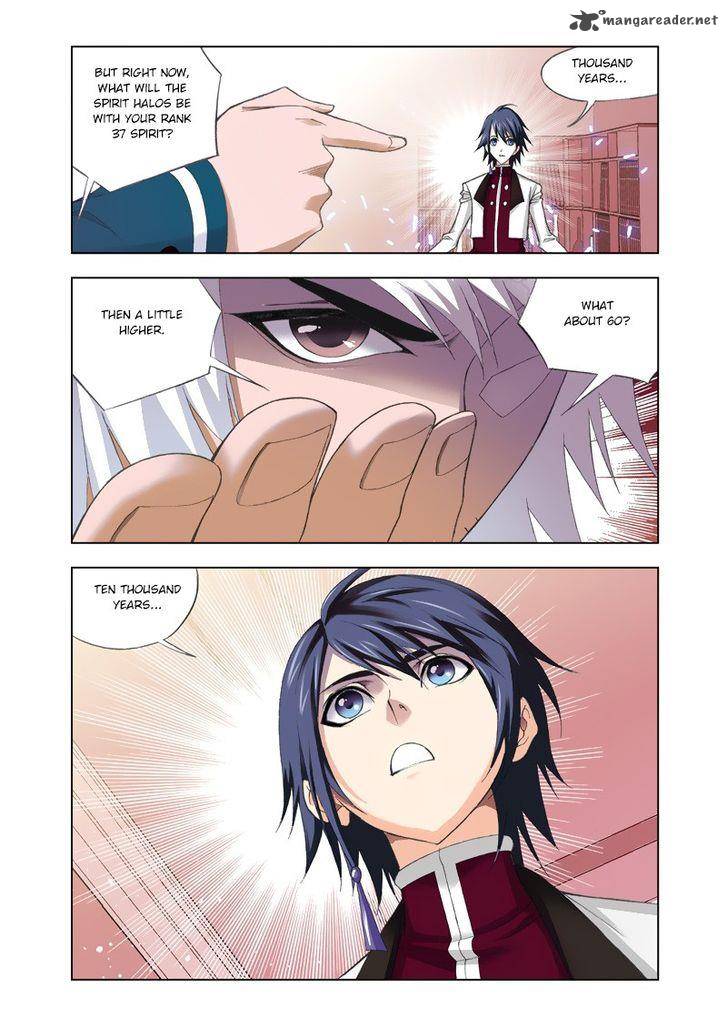 mangareader.net
BUT RIGHT NOW,
WHAT WILL THE
SPIRIT HALOS BE
WITH YOUR RANK
37 SPIRIT?
THOUSAND
YEARS...
THEN A LITTLE
HIGHER.
WHAT
ABOUT 60?
TEN THOUSAND
YEARS...